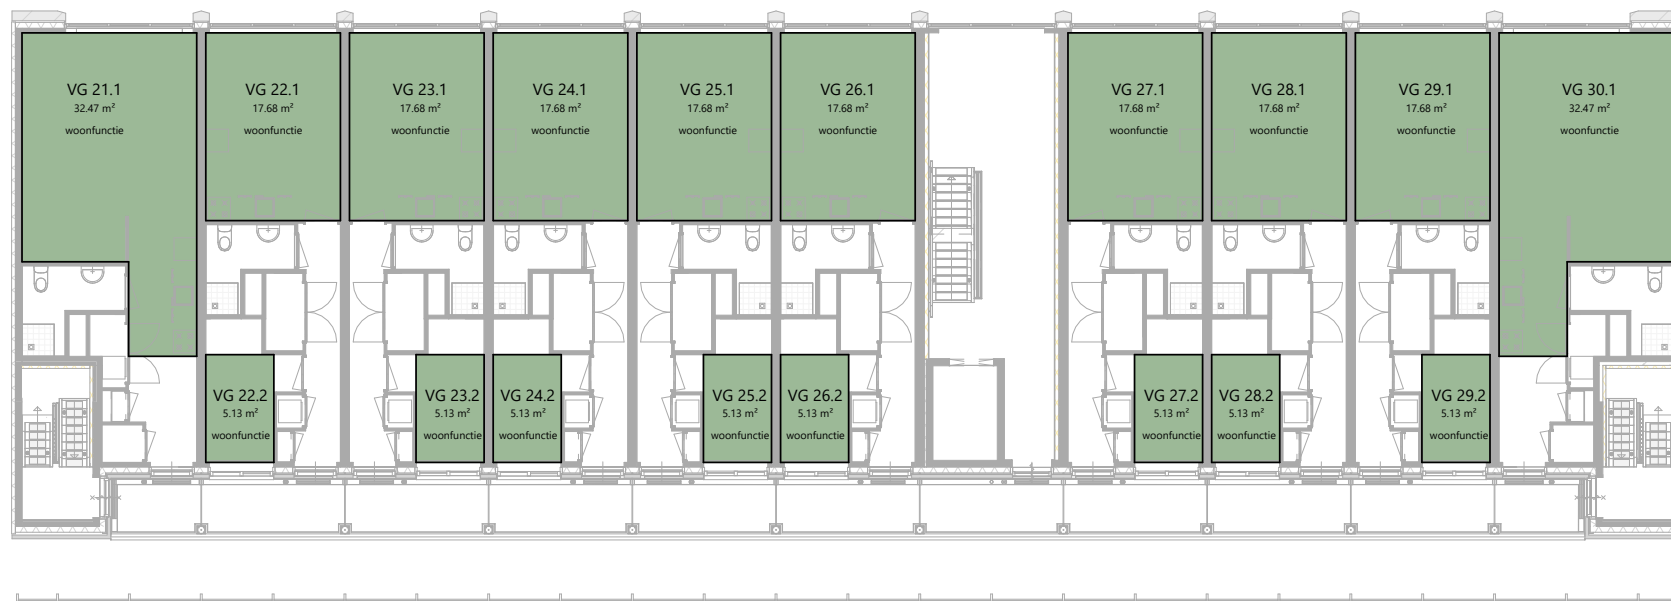 VG 21.1
32.47 m²
woonfunctie
VG 22.1
17.68 m²
woonfunctie
VG 23.1
17.68 m²
woonfunctie
VG 24.1
17.68 m²
woonfunctie
VG 25.1
17.68 m²
woonfunctie
VG 26.1
17.68 m²
woonfunctie
VG 27.1
17.68 m²
woonfunctie
VG 28.1
17.68 m²
woonfunctie
VG 29.1
17.68 m²
woonfunctie
VG 30.1
32.47 m²
woonfunctie
VG 22.2
5.13 m²
woonfunctie
VG 23.2
5.13 m²
woonfunctie
VG 24.2
5.13 m²
woonfunctie
VG 25.2
5.13 m²
woonfunctie
VG 26.2
5.13 m²
woonfunctie
VG 27.2
5.13 m²
woonfunctie
VG 28.2
5.13 m²
woonfunctie
VG 29.2
5.13 m²
woonfunctie